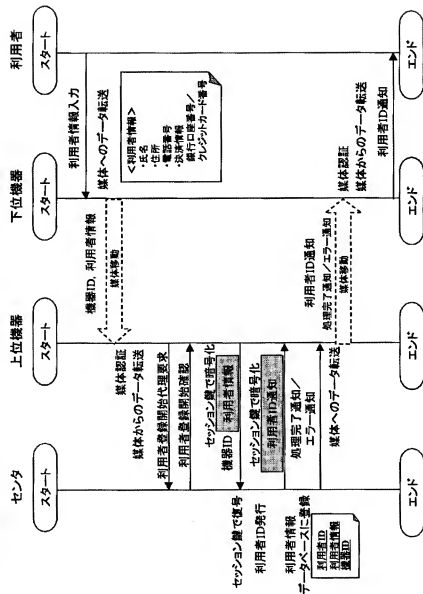 利用者
スタート
下位機器
スタート
上位機器
スタート
センタ
スタート
利用者情報入力
媒体へのデータ転送
<利用者情報>
・氏名
・住所
・電話番号
・決済情報
銀行口座番号/
クレジットカード番号
機器ID、利用者情報
媒体移動
媒体認証
媒体からのデータ転送
利用者登録開始代理要求
利用者登録開始確認
セッション鍵で暗号化
機器ID
利用者情報
セッション鍵で復号
利用者ID発行
セッション鍵で暗号化
利用者ID通知
利用者情報
データベースに登録
利用者ID
利用者情報
機器ID
処理完了通知/
エラー通知
媒体へのデータ転送
利用者ID通知
処理完了通知/エラー通知
媒体移動
媒体認証
媒体からのデータ転送
利用者ID通知
エンド
エンド
エンド
エンド